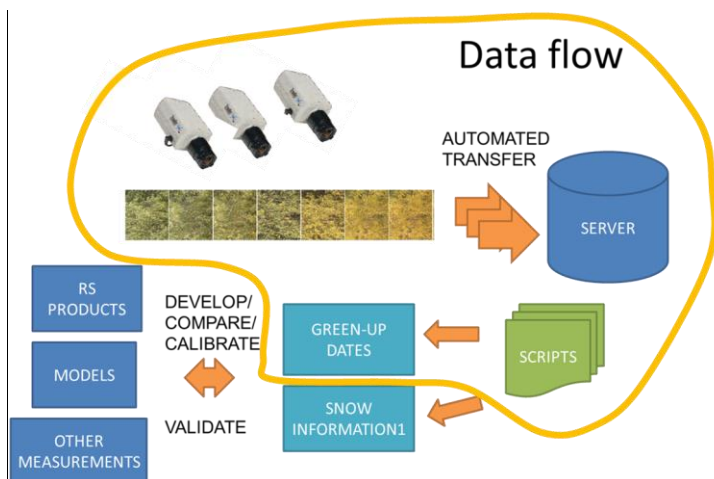 Data flow
AUTOMATED
TRANSFER
SERVER
RS
PRODUCTS
DEVELOP/
COMPARE/
CALIBRATE
GREEN-UP
DATES
SCRIPTS
MODELS
VALIDATE
SNOW
INFORMATION1
OTHER
MEASUREMENTS